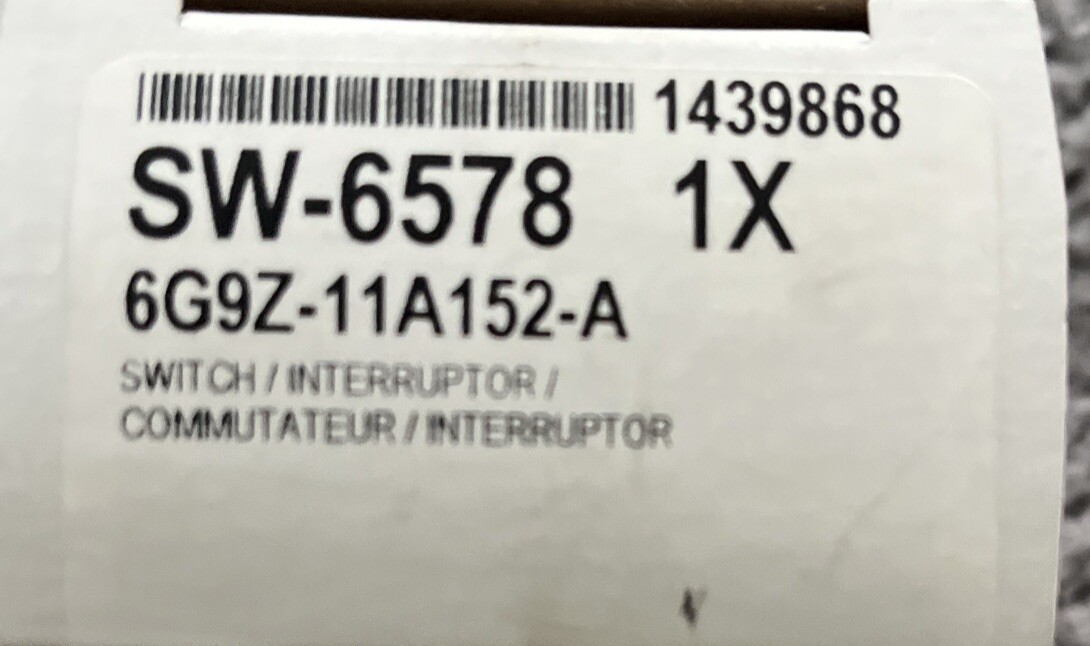 1439868
SW-6578 1X
6G9Z-11A152-A
SWITCH / INTERRUPTOR /
COMMUTATEUR / INTERRUPTOR